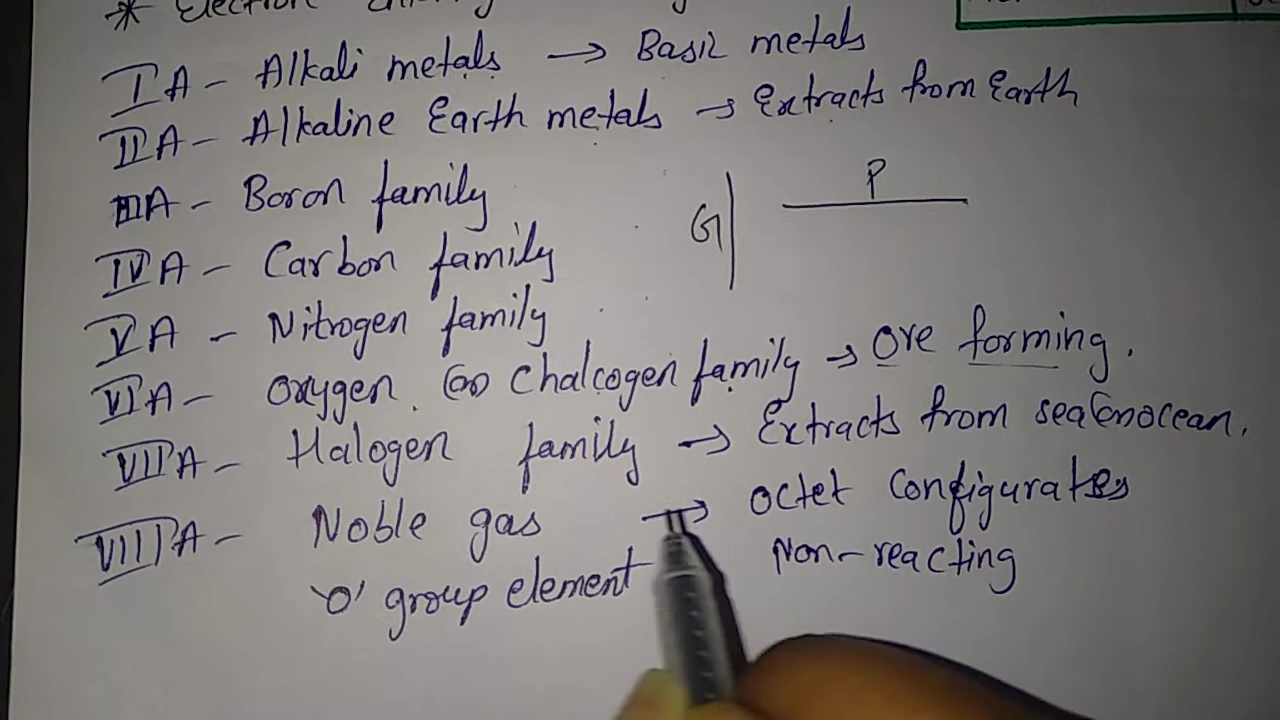 * Electron
IA - Alkali metals → Basic metals
IIA - Alkaline Earth metals → Extracts from Earth
IIIA - Boron family
G P
IVA - Carbon family
VA - Nitrogen family
VIA - Oxygen (or) Chalcogen family → Ore forming.
VIIA - Halogen family → Extracts from sea (or) ocean.
VIIIA - Noble gas → Octet Configurates
'O' group element Non-reacting